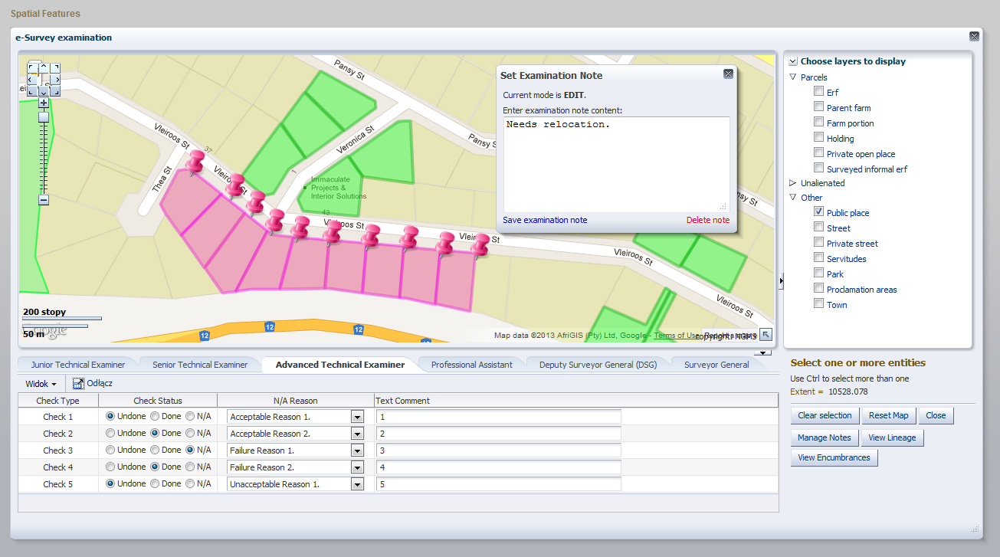 Spatial Features
e-Survey examination
Pansy St
Vleiroos St
37
Veronica St
Pansy St
Thea St
Vleiroos St
1
Immaculate
Projects &
Interior Solutions
43
Vleiroos St
Vleiroos St
Vleiroos St
Vleiroos St
200 stopy
50 m
Google
12
12
12
Map data ©2013 AfriGIS (Pty) Ltd, Google - Terms of Use
copyright NGMS
Set Examination Note
Current mode is EDIT.
Enter examination note content:
Needs relocation.
Save examination note
Delete note
Choose layers to display
Parcels
Erf
Parent farm
Farm portion
Holding
Private open place
Surveyed informal erf
Unalienated
Other
Public place
Street
Private street
Servitudes
Park
Proclamation areas
Town
Junior Technical Examiner
Senior Technical Examiner
Advanced Technical Examiner
Professional Assistant
Deputy Surveyor General (DSG)
Surveyor General
Widok
Odłącz
Check Type Check Status N/A Reason Text Comment
Check 1 Undone Done N/A Acceptable Reason 1. 1
Check 2 Undone Done N/A Acceptable Reason 2. 2
Check 3 Undone Done N/A Failure Reason 1. 3
Check 4 Undone Done N/A Failure Reason 2. 4
Check 5 Undone Done N/A Unacceptable Reason 1. 5
Select one or more entities
Use Ctrl to select more than one
Extent = 10528.078
Clear selection
Reset Map
Close
Manage Notes
View Lineage
View Encumbrances